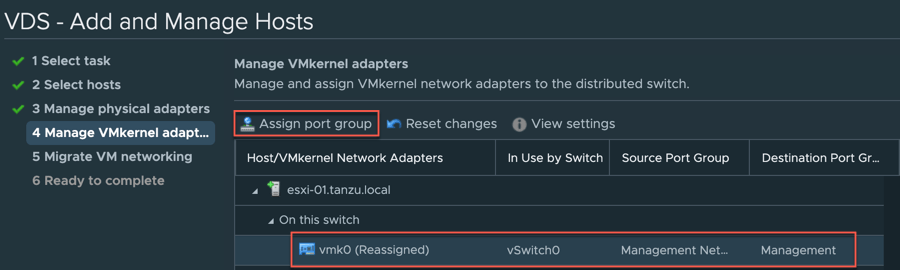 VDS - Add and Manage Hosts
1 Select task
2 Select hosts
3 Manage physical adapters
4 Manage VMkernel adapt...
5 Migrate VM networking
6 Ready to complete
Manage VMkernel adapters
Manage and assign VMkernel network adapters to the distributed switch.
Assign port group Reset changes View settings
Host/VMkernel Network Adapters In Use by Switch Source Port Group Destination Port Gr...
esxi-01.tanzu.local
On this switch
vmk0 (Reassigned) vSwitch0 Management Net... Management